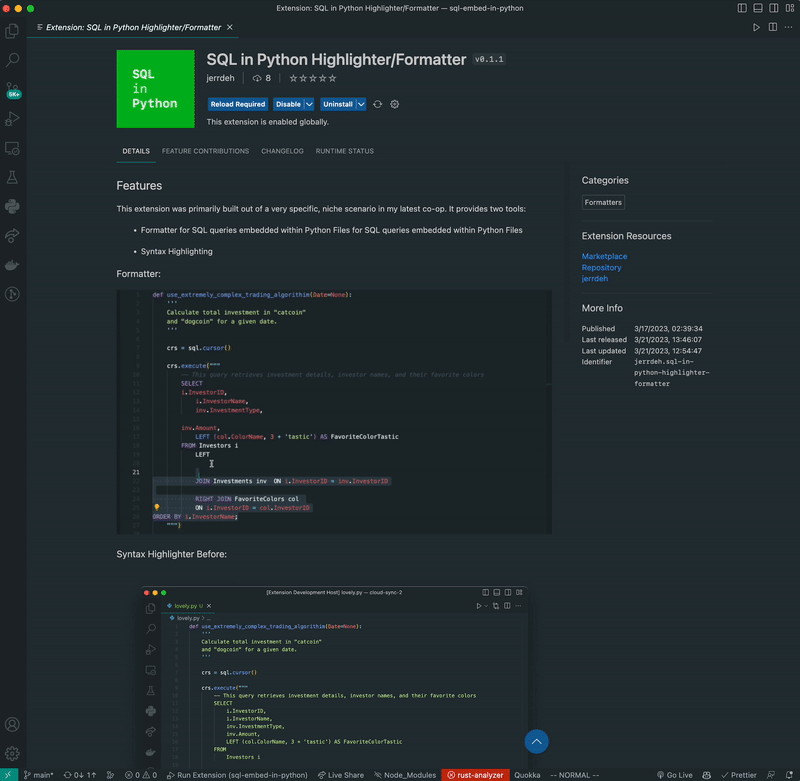 Extension: SQL in Python Highlighter/Formatter — sql-embed-in-python
Extension: SQL in Python Highlighter/Formatter ×
SQL
in
Python
SQL in Python Highlighter/Formatter v0.1.1
jerrdeh 8
Reload Required Disable Uninstall
This extension is enabled globally.
5K+
DETAILS FEATURE CONTRIBUTIONS CHANGELOG RUNTIME STATUS
Features
This extension was primarily built out of a very specific, niche scenario in my latest co-op. It provides two tools:
• Formatter for SQL queries embedded within Python Files for SQL queries embedded within Python Files
• Syntax Highlighting
Formatter:
def use_extremely_complex_trading_algorithim(Date=None):
'''
Calculate total investment in "catcoin"
and "dogcoin" for a given date.
'''
crs = sql.cursor()
crs.execute("""
-- This query retrieves investment details, investor names, and their favorite colors
SELECT
i.InvestorID,
i.InvestorName,
inv.InvestmentType,
inv.Amount,
LEFT (col.ColorName, 3 + 'tastic') AS FavoriteColorTastic
FROM Investors i
LEFT
21
JOIN Investments inv ON i.InvestorID = inv.InvestorID
RIGHT JOIN FavoriteColors col
ON i.InvestorID = col.InvestorID
ORDER BY i.InvestorName;
""")
Syntax Highlighter Before:
[Extension Development Host] lovely.py — cloud-sync-2
lovely.py U ×
lovely.py > ...
def use_extremely_complex_trading_algorithim(Date=None):
'''
Calculate total investment in "catcoin"
and "dogcoin" for a given date.
'''
crs = sql.cursor()
crs.execute("""
-- This query retrieves investment details, investor names, and their favorite colors
SELECT
i.InvestorID,
i.InvestorName,
inv.InvestmentType,
inv.Amount,
LEFT (col.ColorName, 3 + 'tastic') AS FavoriteColorTastic
FROM
Investors i
Categories
Formatters
Extension Resources
Marketplace
Repository
jerrdeh
More Info
Published 3/17/2023, 02:39:34
Last released 3/21/2023, 13:46:07
Last updated 3/21/2023, 12:54:47
Identifier jerrdeh.sql-in-
python-highlighter-
formatter
main* 0↓ 1↑ 0 0 Run Extension (sql-embed-in-python) Live Share Node_Modules rust-analyzer Quokka -- NORMAL -- Go Live Prettier